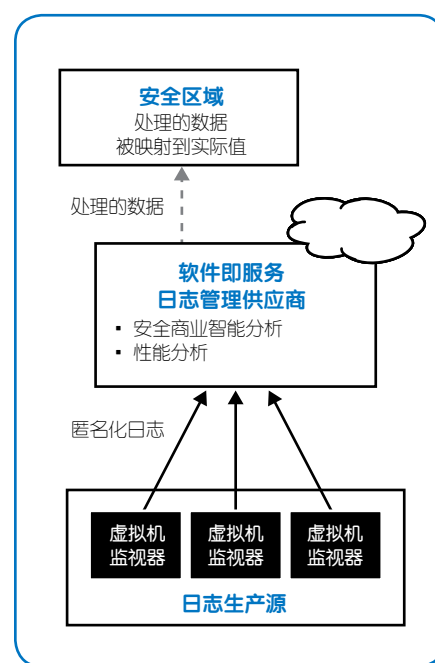 安全区域
处理的数据
被映射到实际值
处理的数据
软件即服务
日志管理供应商
▪ 安全商业智能分析
▪ 性能分析
匿名化日志
虚拟机
监视器
虚拟机
监视器
虚拟机
监视器
日志生产源